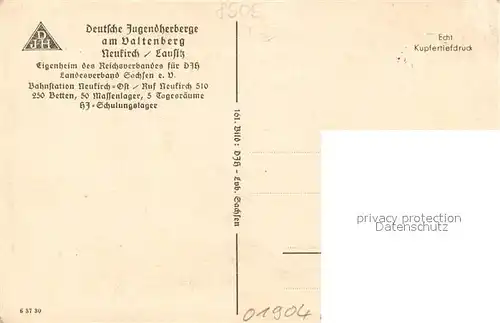 DJH
Deutsche Jugendherberge
am Valtenberg
Neukirch / Lausitz
Eigenheim des Reichsverbandes für DJH
Landesverband Sachsen e. V.
Bahnstation Neukirch=Ost / Ruf Neukirch 510
250 Betten, 50 Massenlager, 5 Tagesräume
HJ=Schulungslager
161. Bild: DJH - Lvb. Sachsen
Echt
Kupfertiefdruck
privacy protection
Datenschutz
6 37 30
01904